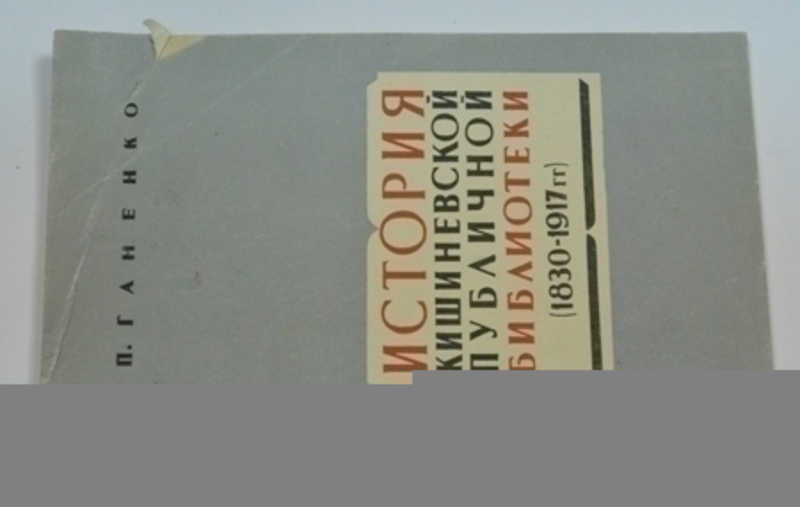 П. ГАНЕНКО
ИСТОРИЯ
КИШИНЕВСКОЙ
ПУБЛИЧНОЙ
БИБЛИОТЕКИ
(1830-1917 гг)